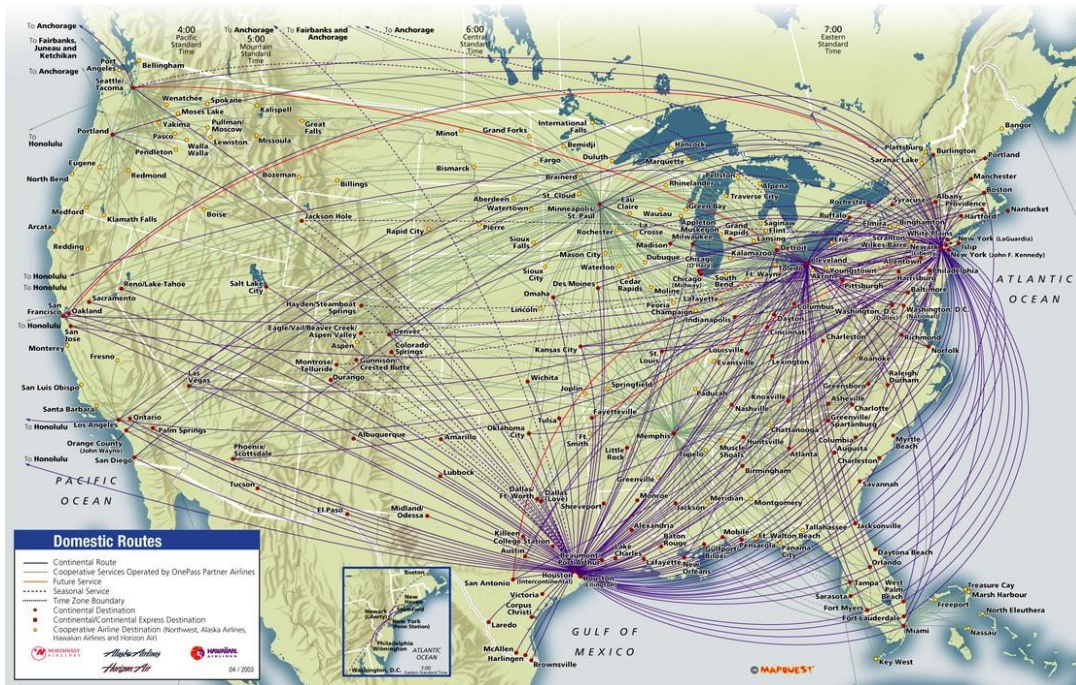 To Anchorage
To Fairbanks,
Juneau and
Ketchikan
To Anchorage
To Anchorage
To Fairbanks and
Anchorage
To Anchorage
4:00
Pacific
Standard
Time
5:00
Mountain
Standard
Time
6:00
Central
Standard
Time
7:00
Eastern
Standard
Time
Port
Angeles
Bellingham
Seattle/
Tacoma
Wenatchee
Spokane
Moses Lake
Kalispell
Yakima
Pullman/
Moscow
Great
Falls
Portland
Pasco
Lewiston
Missoula
Walla
Walla
Pendleton
To
Honolulu
Eugene
North Bend
Redmond
Bozeman
Billings
Medford
Klamath Falls
Boise
Jackson Hole
Arcata
Redding
Minot
Grand Forks
International
Falls
Bemidji
Duluth
Hancock
Marquette
Bismarck
Fargo
Brainerd
Aberdeen
Watertown
St. Cloud
Minneapolis/
St. Paul
Eau
Claire
Rhinelander
Wausau
Pellston
Alpena
Traverse City
Green Bay
Rapid City
Pierre
Sioux
Falls
Rochester
La
Crosse
Appleton
Muskegon
Milwaukee
Madison
Grand
Rapids
Saginaw
Flint
Lansing
Detroit
Kalamazoo
Mason City
Waterloo
Dubuque
Chicago
(O'Hare)
Chicago
(Midway)
South
Bend
Ft. Wayne
Toledo
Cleveland
Akron
Youngstown
Pittsburgh
Erie
Bangor
Plattsburg
Burlington
Saranac Lake
Portland
Manchester
Boston
Nantucket
Albany
Providence
Hartford
Syracuse
Rochester
Buffalo
Elmira
Binghamton
White Plains
Scranton
Wilkes Barre
Newark
(Liberty)
New York (LaGuardia)
Islip
New York (John F. Kennedy)
Allentown
Philadelphia
Harrisburg
Baltimore
Washington, D.C.
(Dulles)
Washington, D.C.
(National)
ATLANTIC
OCEAN
To Honolulu
To Honolulu
San
Francisco
Oakland
To Honolulu
San
Jose
Monterey
Sacramento
Reno/Lake Tahoe
Salt Lake
City
Fresno
San Luis Obispo
Santa Barbara
Los Angeles
Ontario
Palm Springs
Orange County
(John Wayne)
San Diego
To
Honolulu
To Honolulu
Las
Vegas
Phoenix/
Scottsdale
Tucson
PACIFIC
OCEAN
Hayden/Steamboat
Springs
Eagle/Vail/Beaver Creek/
Aspen Valley
Aspen
Denver
Colorado
Springs
Montrose/
Telluride
Gunnison/
Crested Butte
Durango
Albuquerque
Amarillo
Lubbock
El Paso
Midland/
Odessa
Sioux
City
Omaha
Lincoln
Des Moines
Cedar
Rapids
Moline
Peoria
Champaign
Lafayette
Indianapolis
Columbus
Dayton
Cincinnati
Kansas City
St.
Louis
Louisville
Evansville
Lexington
Charleston
Roanoke
Richmond
Norfolk
Raleigh/
Durham
Wichita
Joplin
Springfield
Paducah
Nashville
Knoxville
Greensboro
Asheville
Charlotte
Greenville/
Spartanburg
Tulsa
Fayetteville
Oklahoma
City
Ft.
Smith
Little
Rock
Memphis
Tupelo
Muscle
Shoals
Huntsville
Chattanooga
Columbia
Augusta
Atlanta
Myrtle
Beach
Charleston
Savannah
Greenville
Birmingham
Dallas/
Ft. Worth
Dallas
(Love)
Shreveport
Monroe
Jackson
Meridian
Montgomery
Killeen
College Station
Austin
Beaumont/
Port Arthur
Houston
(Intercontinental)
Houston
(Ellington)
Lake
Charles
Alexandria
Baton
Rouge
Lafayette
New
Orleans
Gulfport/
Biloxi
Mobile
Pensacola
Ft. Walton Beach
Panama
City
Tallahassee
Jacksonville
Daytona Beach
Orlando
Tampa
Sarasota
West
Palm
Beach
Fort Myers
Fort Lauderdale
Miami
Key West
Treasure Cay
Marsh Harbour
Freeport
North Eleuthera
Nassau
San Antonio
Victoria
Corpus
Christi
Laredo
McAllen
Harlingen
Brownsville
GULF OF
MEXICO
Domestic Routes
Continental Route
Cooperative Services Operated by OnePass Partner Airlines
Future Service
Seasonal Service
Time Zone Boundary
Continental Destination
Continental/Continental Express Destination
Cooperative Airline Destination (Northwest, Alaska Airlines,
Hawaiian Airlines and Horizon Air)
NORTHWEST
AIRLINES
Alaska Airlines
Horizon Air
HAWAIIAN
AIRLINES
04 / 2003
Boston
New
Haven
Stamford
Newark
(Liberty)
New York
(Penn Station)
Philadelphia
Wilmington
Washington, D.C.
ATLANTIC
OCEAN
7:00
Eastern Standard Time
© MAPQUEST